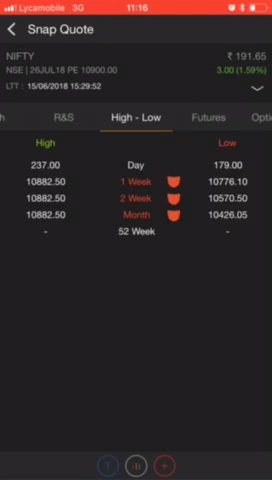 Lycamobile 3G 11:16
Snap Quote
NIFTY ₹ 191.65
NSE | 26JUL18 PE 10900.00 3.00 (1.59%)
LTT : 15/06/2018 15:29:52
h R&S High - Low Futures Opti
High Low
237.00 Day 179.00
10882.50 1 Week 10776.10
10882.50 2 Week 10570.50
10882.50 Month 10426.05
- 52 Week -
T